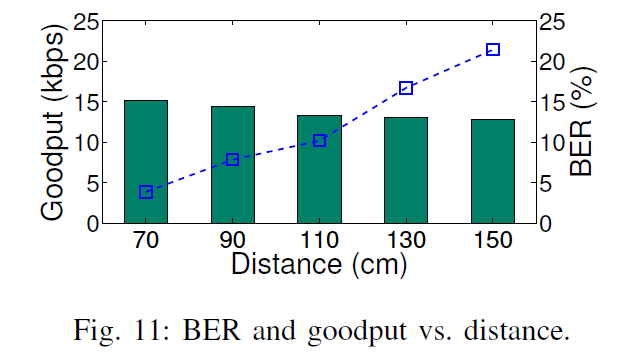 25 25
20 20
15 15
10 10
5 5
0 0
Goodput (kbps)
BER (%)
70 90 110 130 150
Distance (cm)
Fig. 11: BER and goodput vs. distance.